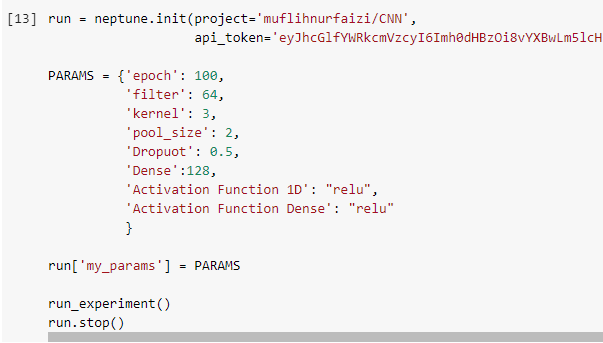 [13] run = neptune.init(project='muflihnurfaizi/CNN',
api_token='eyJhcGlfYWRkcmVzcyI6Imh0dHBzOi8vYXBwLm5lcH
PARAMS = {'epoch': 100,
'filter': 64,
'kernel': 3,
'pool_size': 2,
'Dropuot': 0.5,
'Dense':128,
'Activation Function 1D': "relu",
'Activation Function Dense': "relu"
}
run['my_params'] = PARAMS
run_experiment()
run.stop()